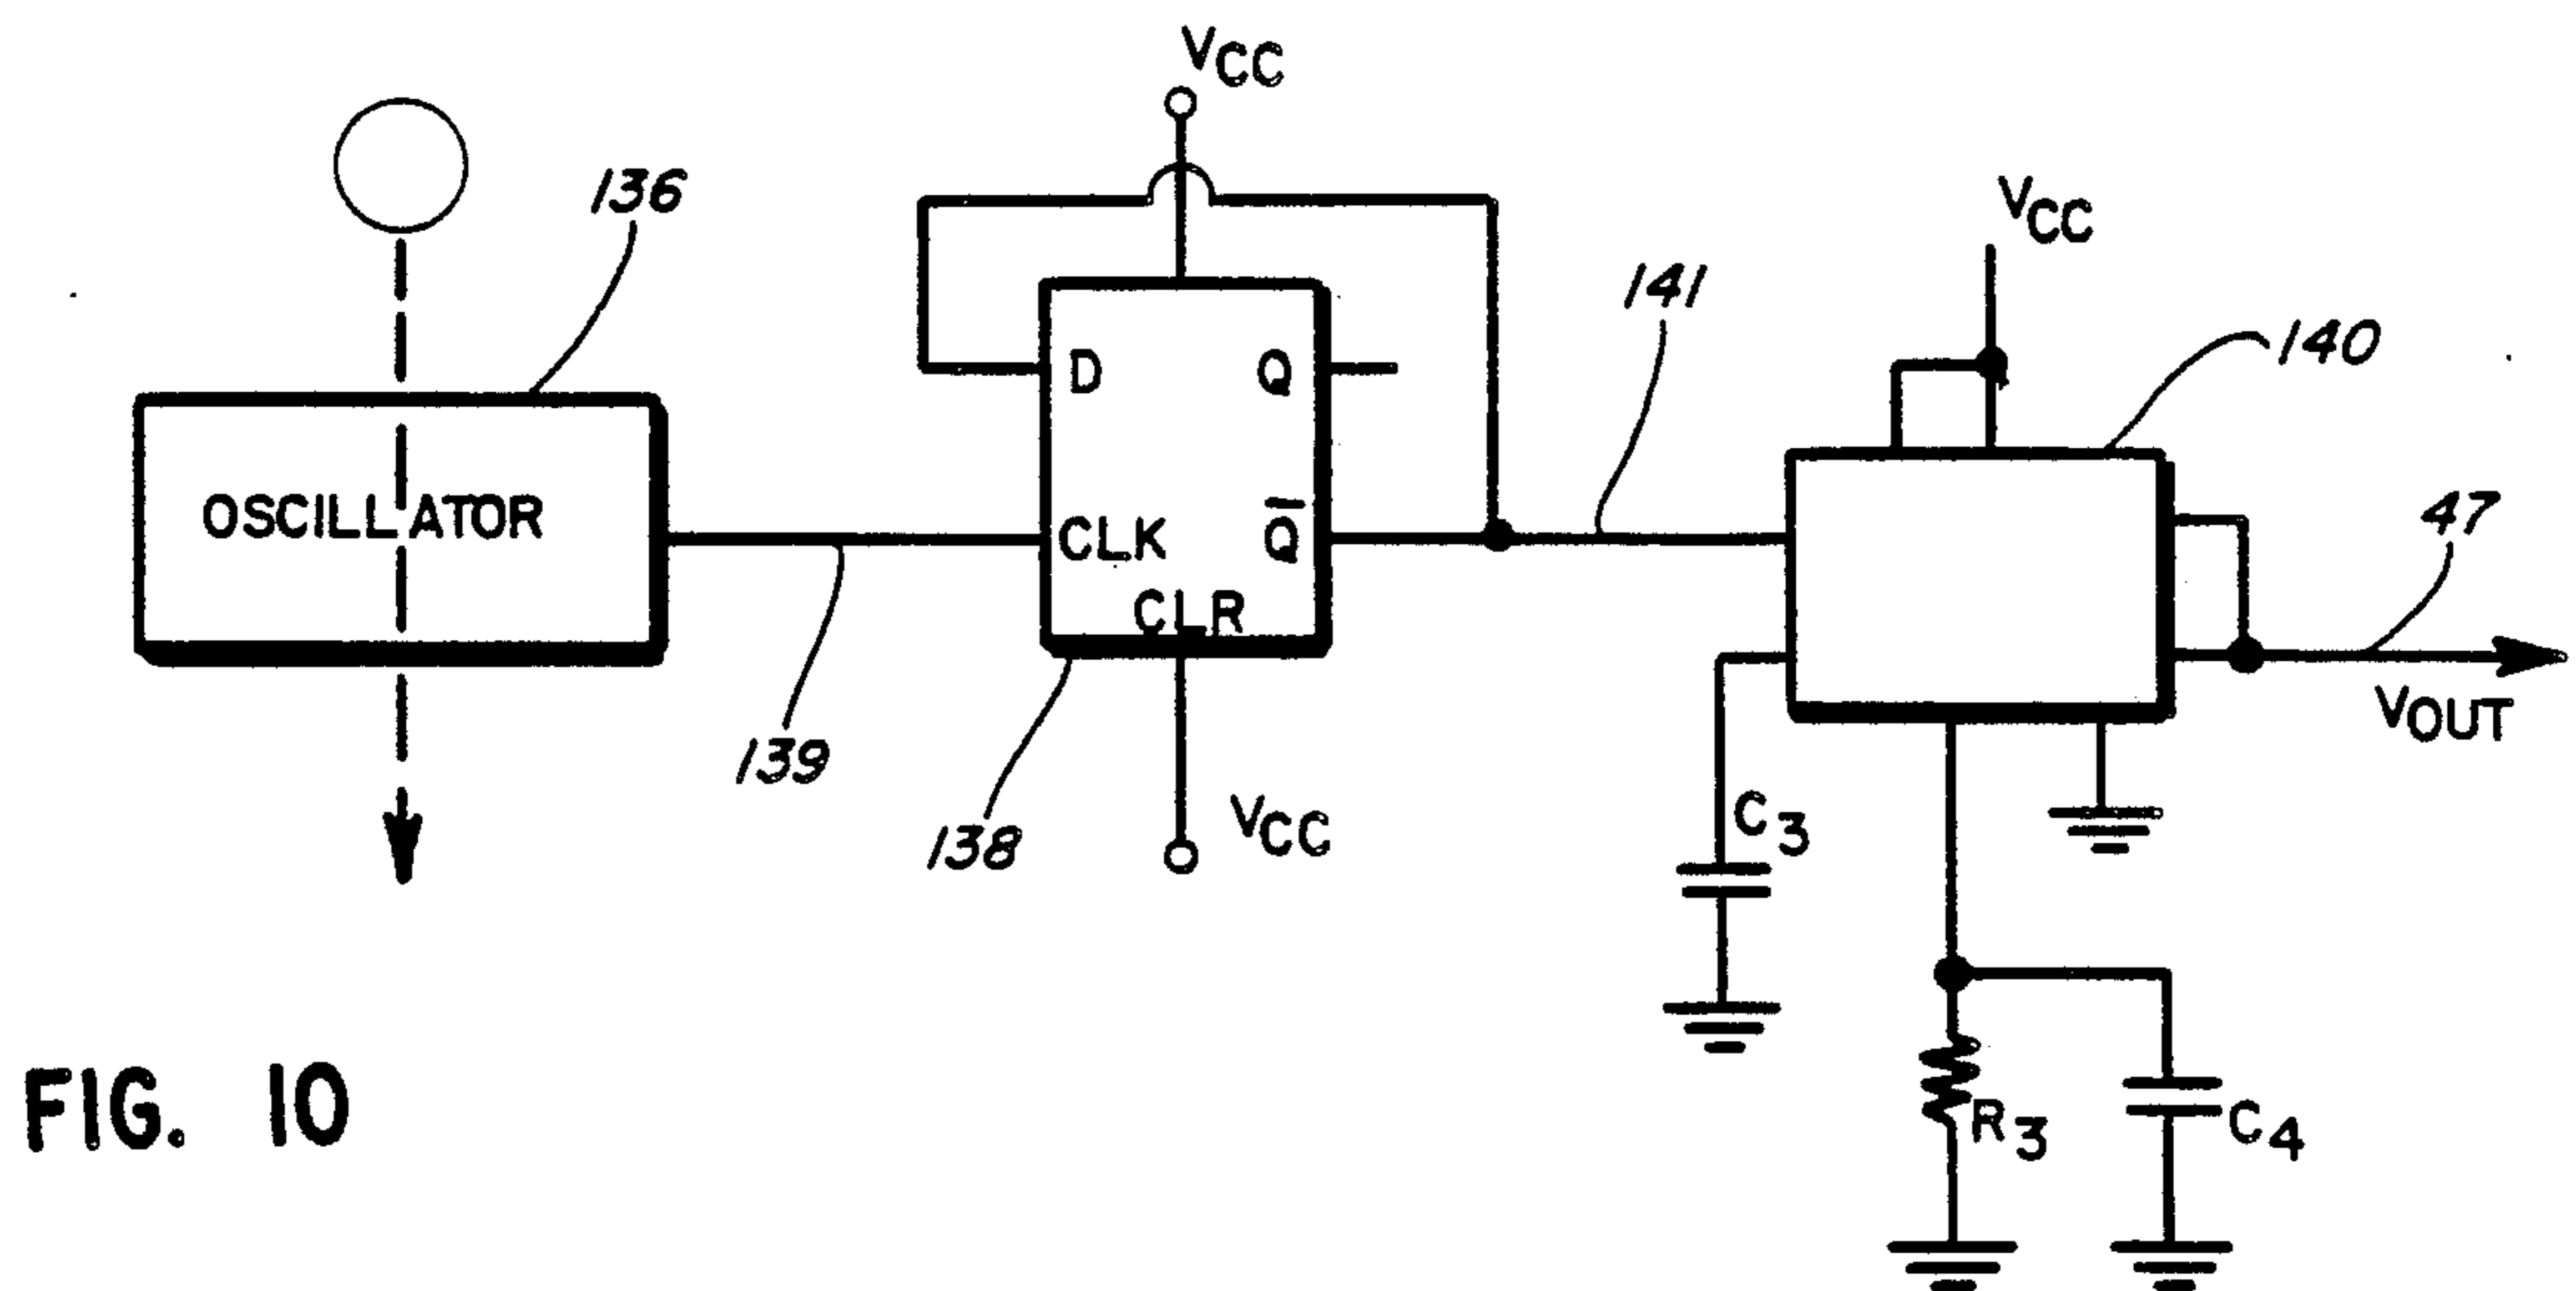 VCC
136
VCC
141
140
D
Q
47
OSCILLATOR
CLK
Q̅
CLR
VOUT
139
138
VCC
C3
R3
C4
FIG. 10